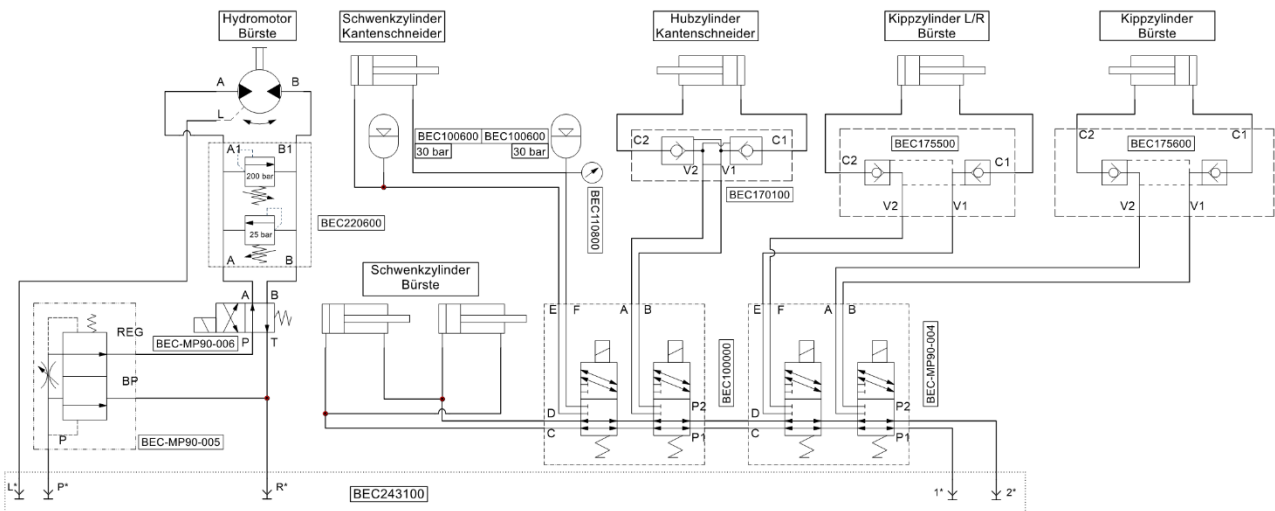 Hydromotor
Bürste
Schwenkzylinder
Kantenschneider
Hubzylinder
Kantenschneider
Kippzylinder L/R
Bürste
Kippzylinder
Bürste
A
B
L
A1
B1
200 bar
25 bar
A
B
BEC220600
BEC100600
30 bar
BEC100600
30 bar
BEC110800
C2
C1
V2
V1
BEC170100
C2
C1
BEC175500
V2
V1
C2
C1
BEC175600
V2
V1
Schwenkzylinder
Bürste
A
B
P
T
REG
BEC-MP90-006
BP
P
BEC-MP90-005
E
F
A
B
D
C
P2
P1
BEC100000
E
F
A
B
D
C
P2
P1
BEC-MP90-004
L*
P*
R*
BEC243100
1*
2*